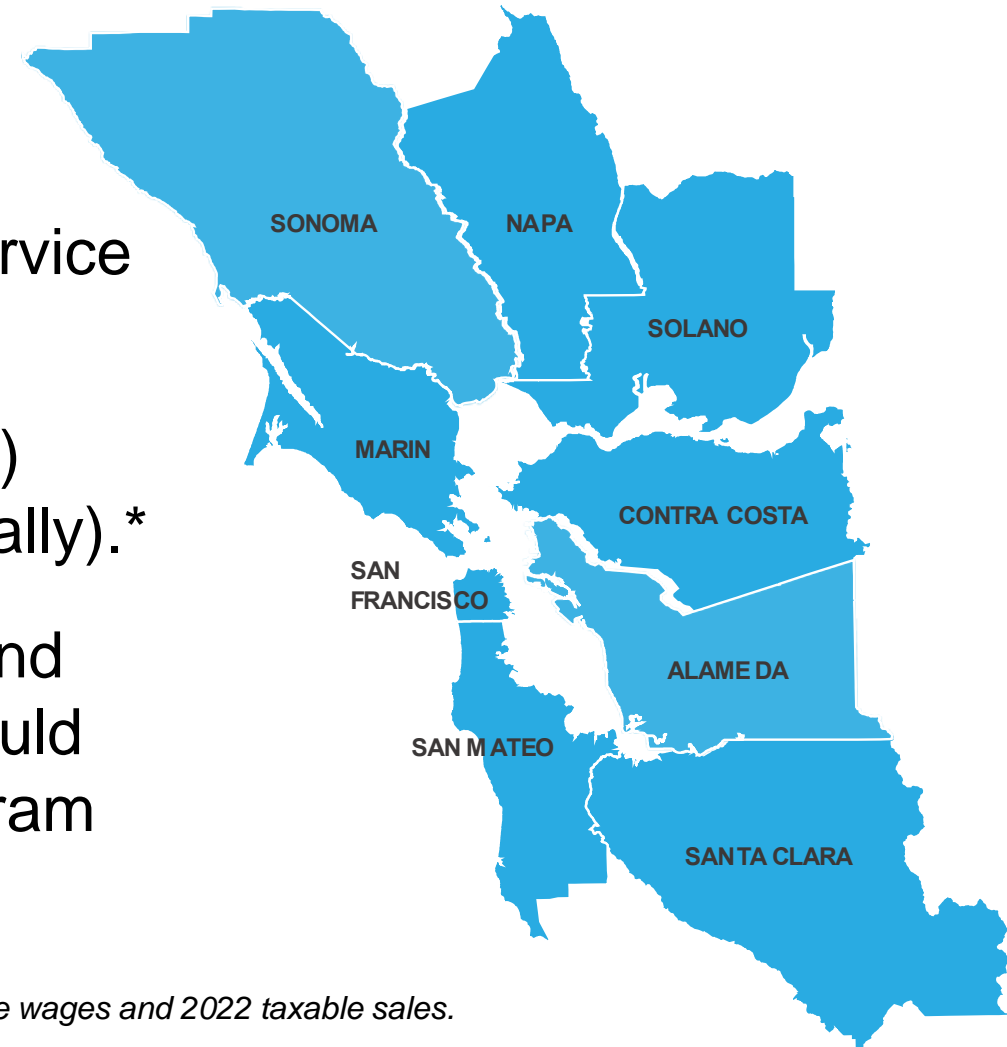 SONOMA
NAPA
rvice
SOLANO
)
MARIN
ally).*
CONTRA COSTA
SAN
FRANCISCO
nd
ALAMEDA
uld
SAN MATEO
ram
SANTA CLARA
e wages and 2022 taxable sales.